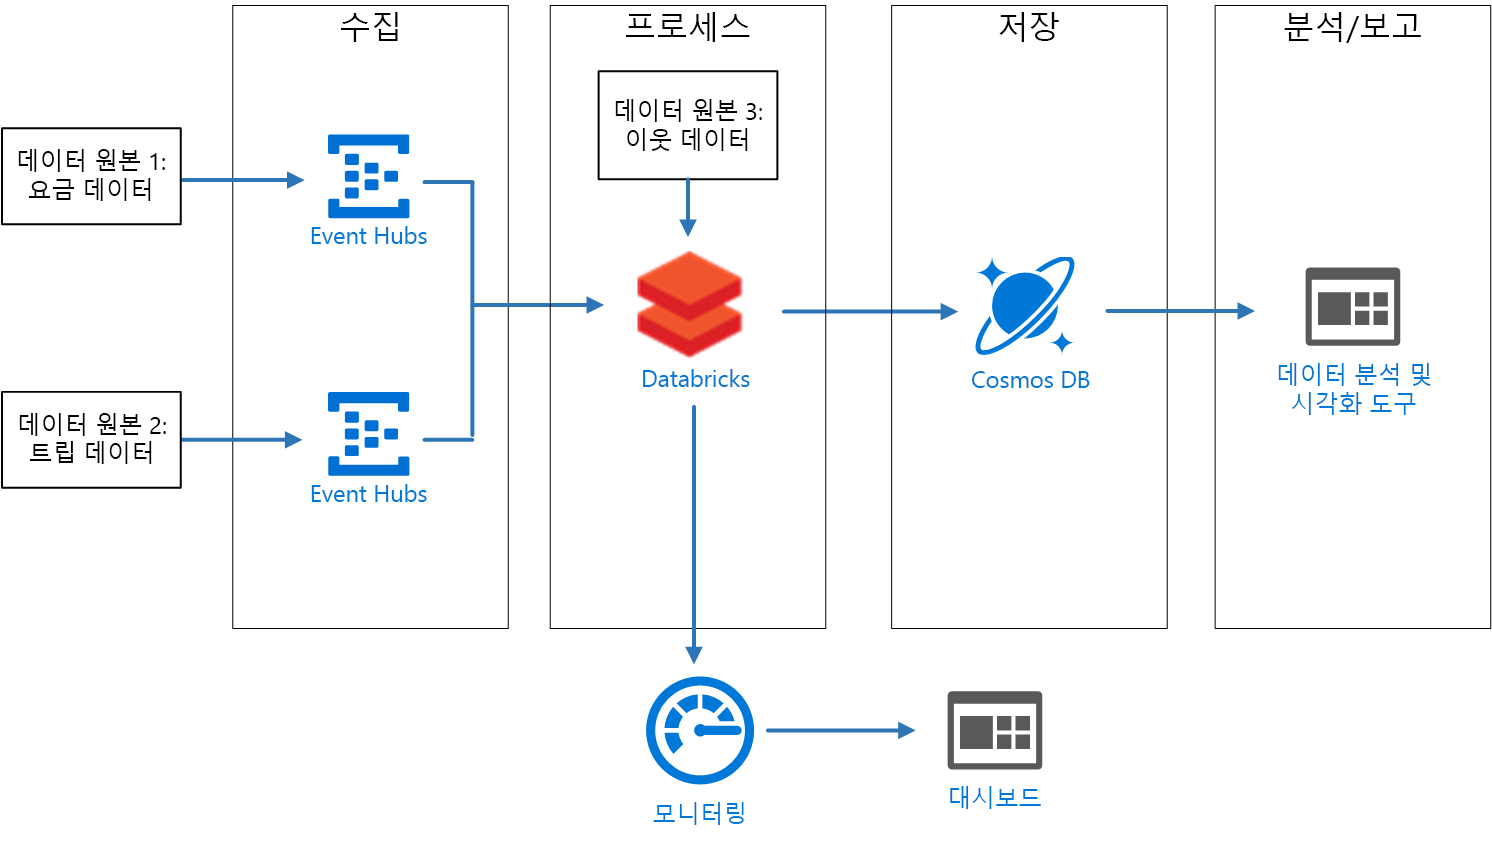 수집
프로세스
저장
분석/보고
데이터 원본 3:
이웃 데이터
데이터 원본 1:
요금 데이터
Event Hubs
Databricks
Cosmos DB
데이터 분석 및
시각화 도구
데이터 원본 2:
트립 데이터
Event Hubs
모니터링
대시보드